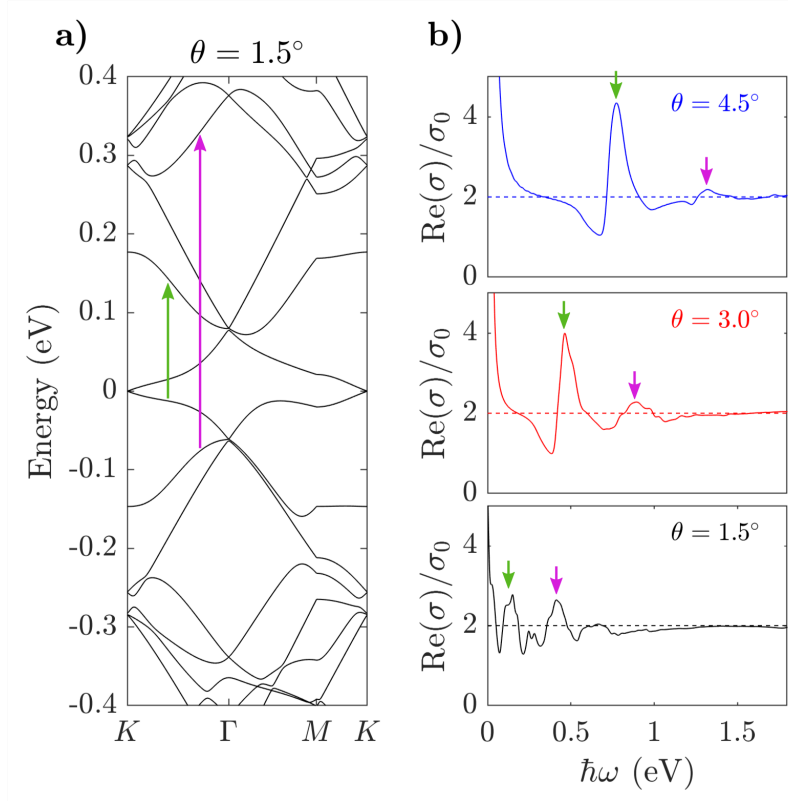 a)
θ = 1.5°
Energy (eV)
0.4
0.3
0.2
0.1
0
-0.1
-0.2
-0.3
-0.4
K Γ M K
b)
Re(σ)/σ₀
4
2
0
θ = 4.5°
Re(σ)/σ₀
4
2
0
θ = 3.0°
Re(σ)/σ₀
4
2
0
θ = 1.5°
0 0.5 1 1.5
ħω (eV)